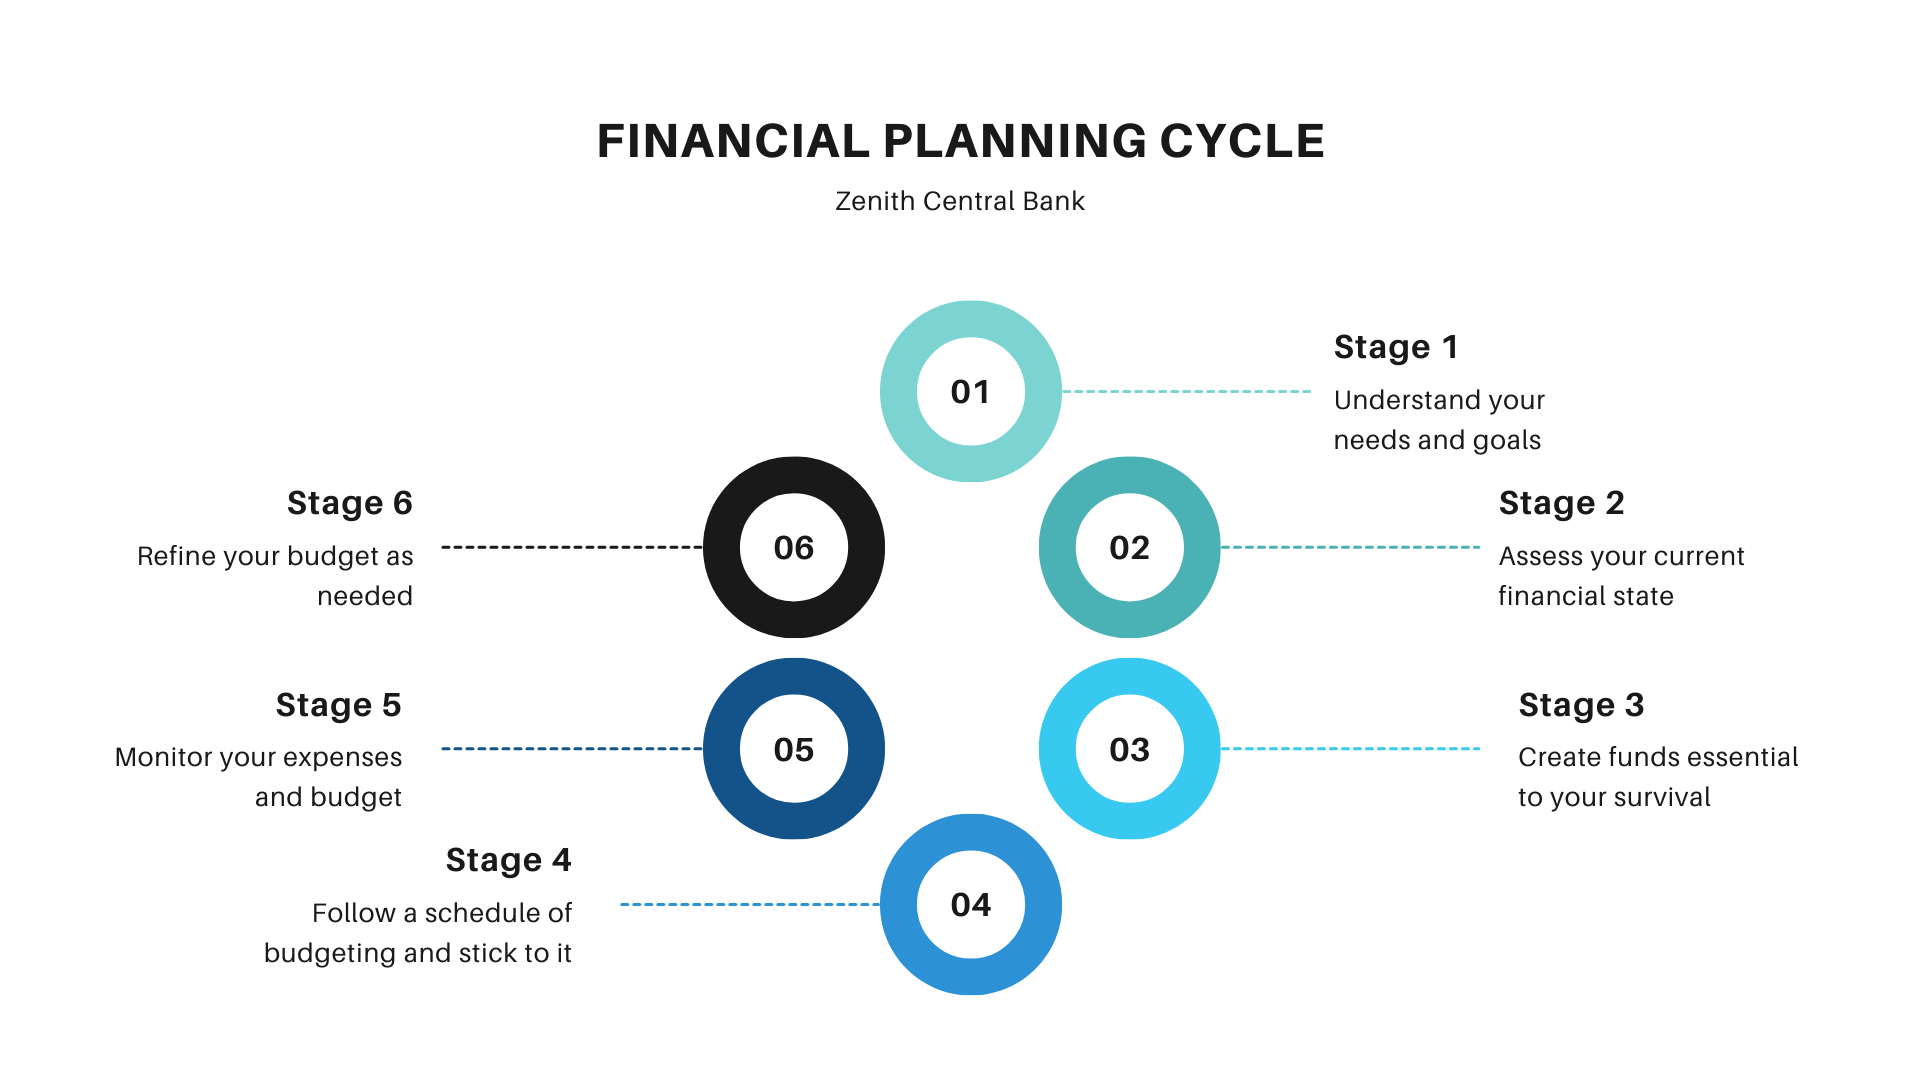 FINANCIAL PLANNING CYCLE
Zenith Central Bank
01
Stage 1
Understand your
needs and goals
02
Stage 2
Assess your current
financial state
03
Stage 3
Create funds essential
to your survival
04
Stage 4
Follow a schedule of
budgeting and stick to it
05
Stage 5
Monitor your expenses
and budget
06
Stage 6
Refine your budget as
needed